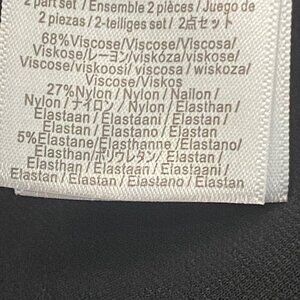 2 part set / Ensemble 2 pièces / Juego de
2 piezas / 2-teiliges set / 2点セット
68%Viscose/Viscose/Viscosa/
Viskose/レーヨン/viskóza/viskose/
Viscose/viskoosi/viscosa / wiskoza/
Viscose/Viskos
27%Nylon / Nylon / Nailon /
Nylon / ナイロン / Nylon / Elasthan/
Elastaan / Elastaani / Elastan /
Elastan / Elastano / Elastan
5%Elastane/Elasthanne/Elastano/
Elasthan/ポリウレタン/ Elastan /
Elasthan / Elastaan / Elastaani /
Elastan / Elastan / Elastano / Elastan